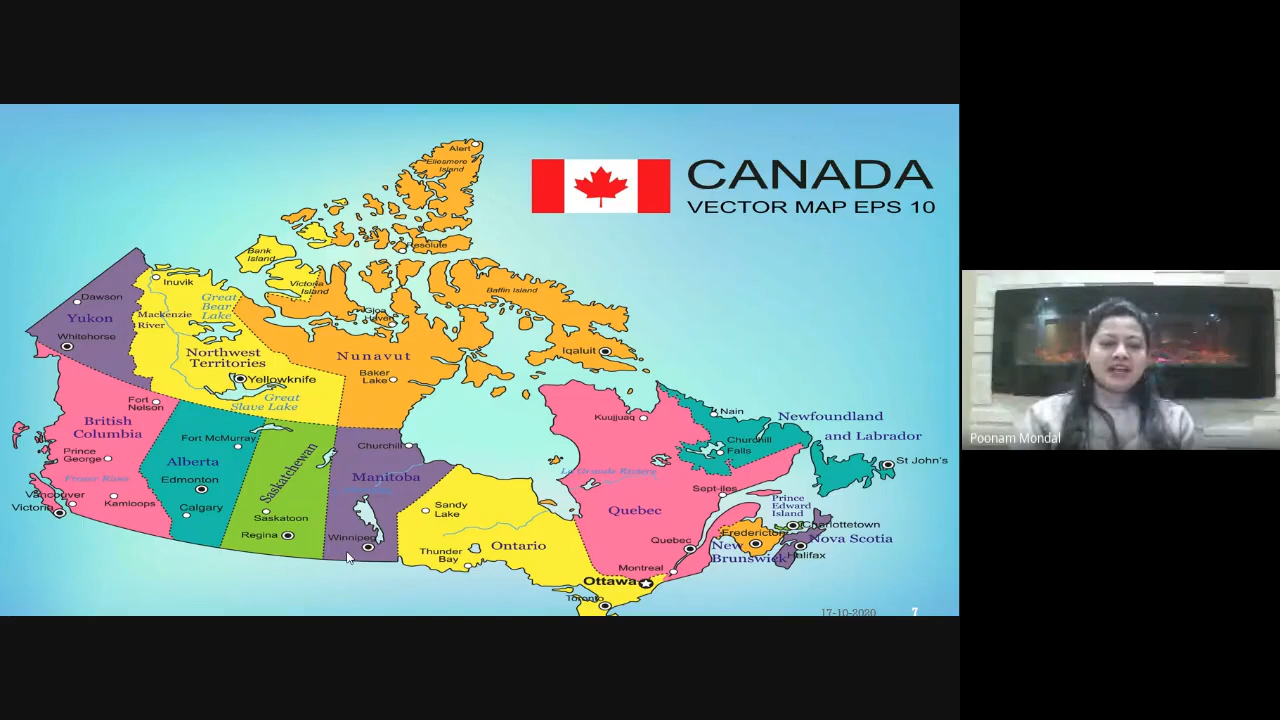 CANADA
VECTOR MAP EPS 10
Alert
Ellesmere
Island
Resolute
Bank
Island
Victoria
Island
Baffin Island
Inuvik
Great
Bear
Lake
Dawson
Yukon
Mackenzie
River
Whitehorse
Northwest
Territories
Yellowknife
Great
Slave Lake
Gjoa
Haven
Nunavut
Baker
Lake
Iqaluit
Fort
Nelson
British
Columbia
Prince
George
Fraser River
Vancouver
Victoria
Kamloops
Fort McMurray
Alberta
Edmonton
Calgary
Saskatchewan
Saskatoon
Regina
Churchill
Manitoba
Winnipeg
Sandy
Lake
Thunder
Bay
Ontario
Ottawa
Toronto
Kuujjuaq
La Grande Riviere
Quebec
Sept-iles
Quebec
Montreal
Nain
Churchill
Falls
Newfoundland
and Labrador
St John's
Prince
Edward
Island
Charlottetown
Fredericton
New
Brunswick
Nova Scotia
Halifax
17-10-2020
7
Poonam Mondal